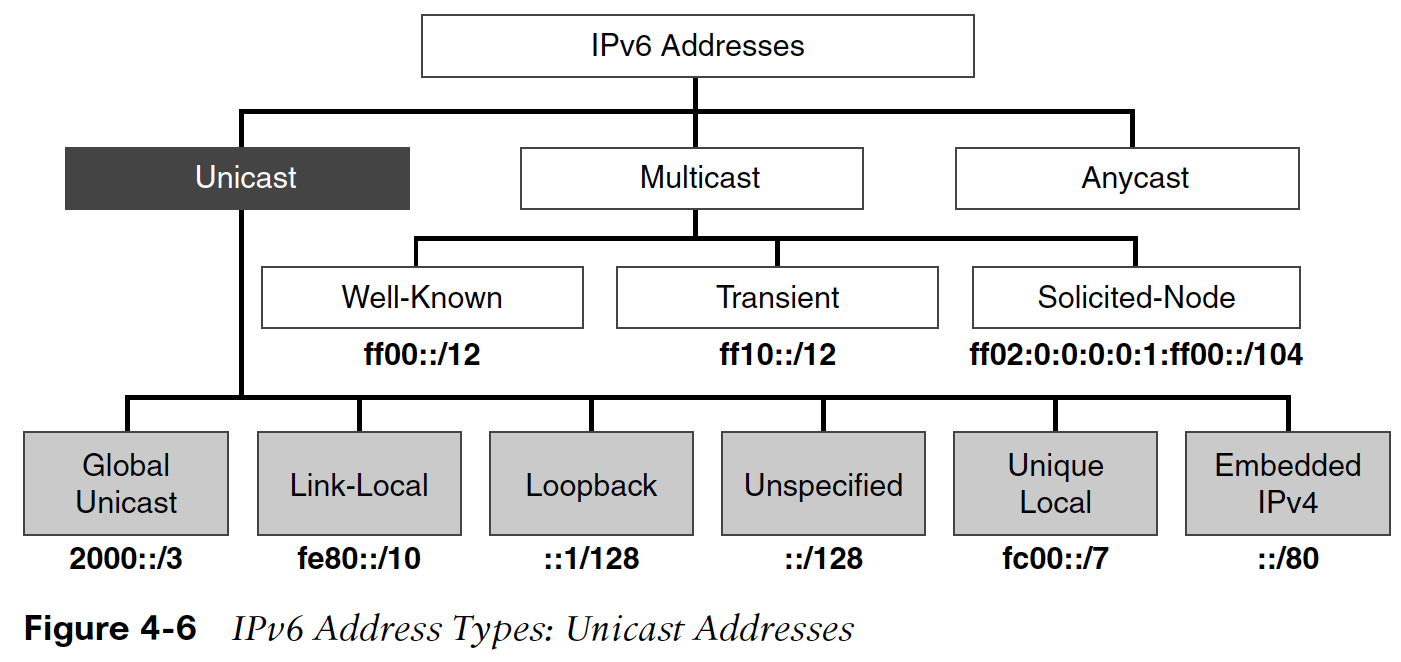 IPv6 Addresses
Unicast
Multicast
Anycast
Well-Known
Transient
Solicited-Node
ff00::/12
ff10::/12
ff02:0:0:0:0:1:ff00::/104
Global
Unicast
Link-Local
Loopback
Unspecified
Unique
Local
Embedded
IPv4
2000::/3
fe80::/10
::1/128
::/128
fc00::/7
::/80
Figure 4-6 IPv6 Address Types: Unicast Addresses